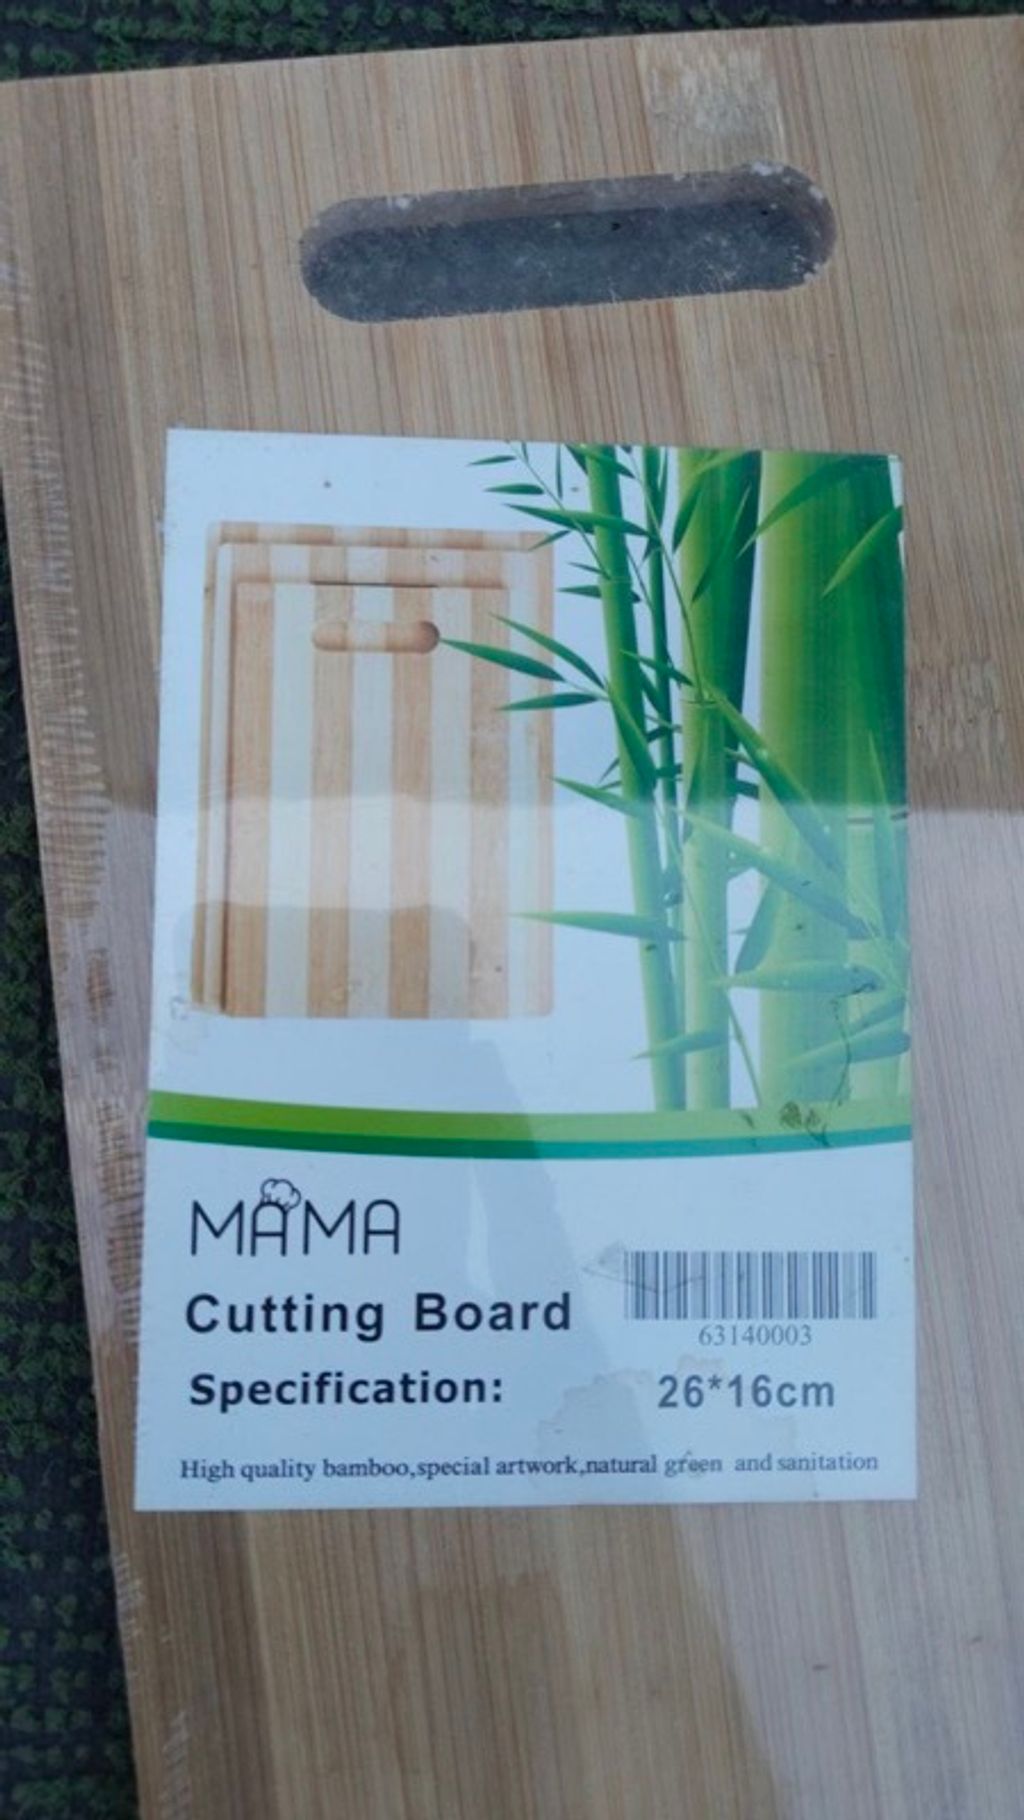 MAMA
Cutting Board
63140003
Specification: 26*16cm
High quality bamboo,special artwork,natural green and sanitation